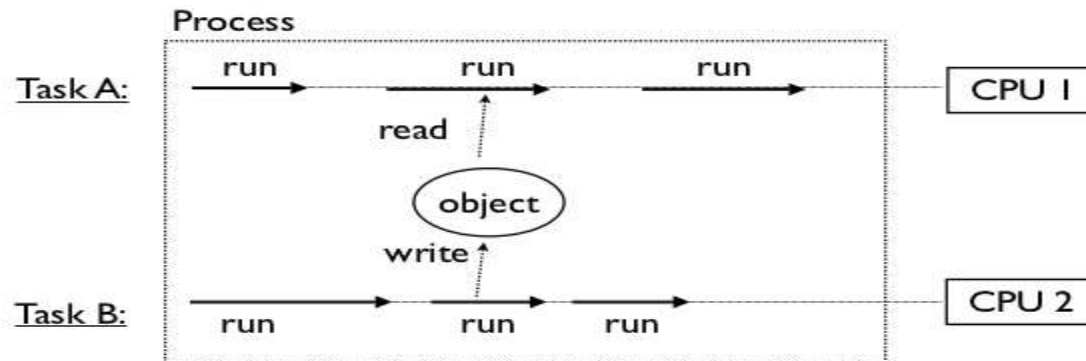 Process
run run run
Task A: CPU 1
read
object
write
Task B: CPU 2
run run run